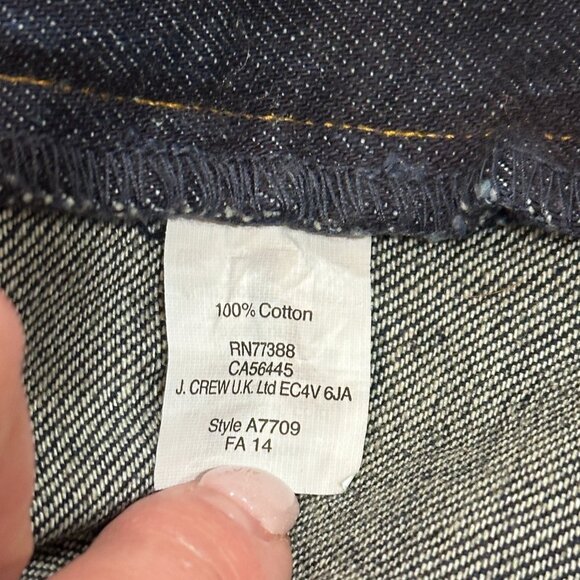 100% Cotton
RN77388
CA56445
J. CREW U.K. Ltd EC4V 6JA
Style A7709
FA 14